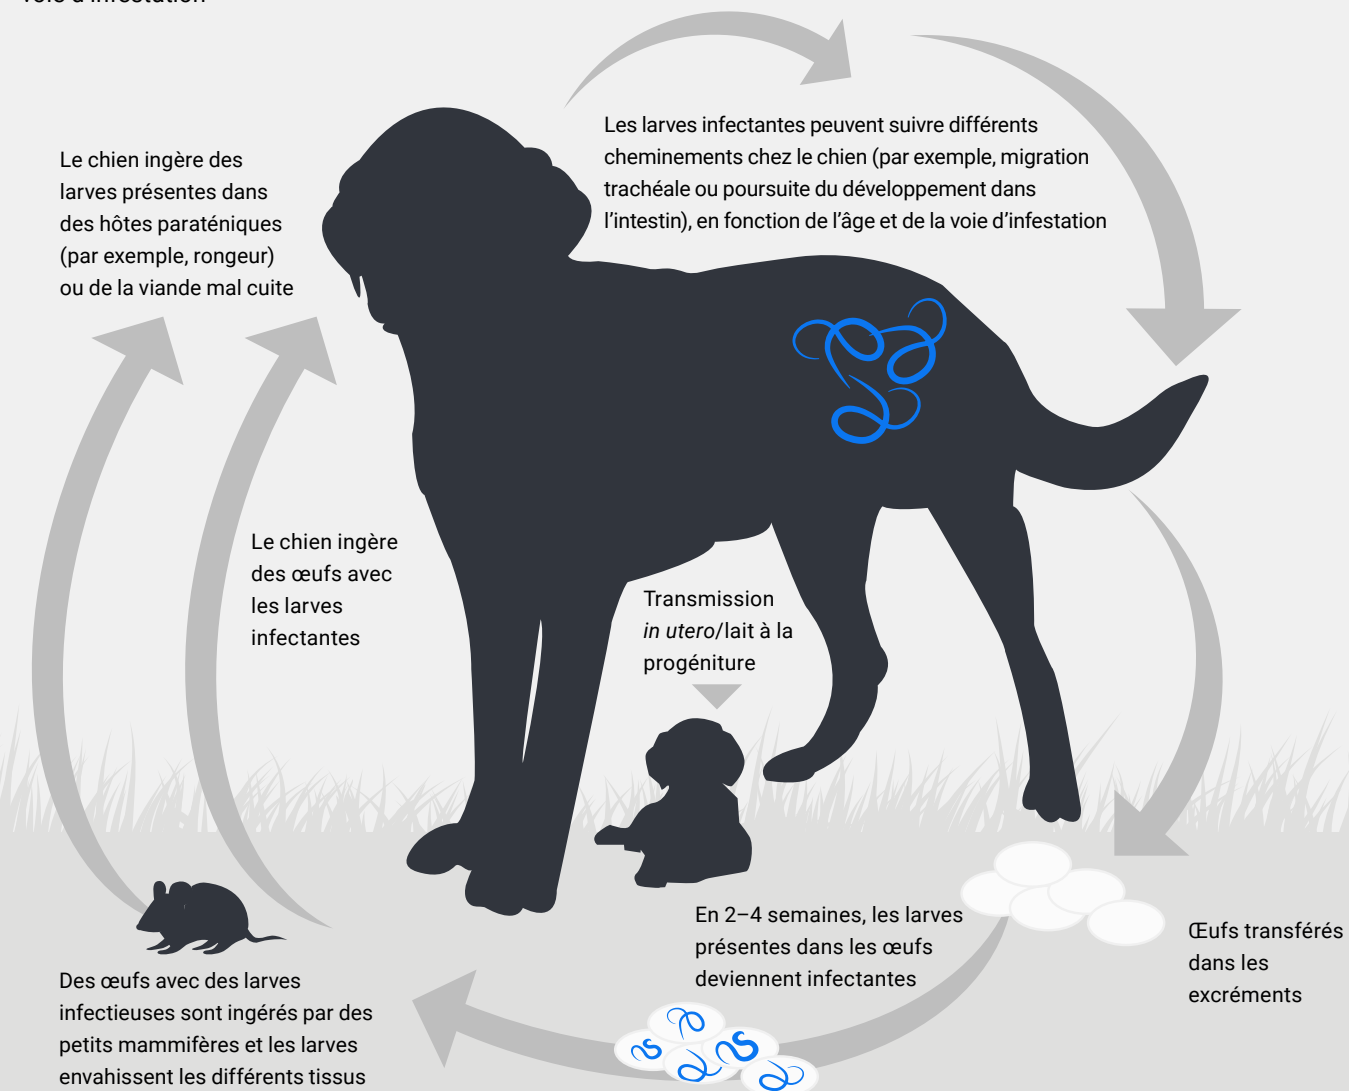 voie d'infestation
Les larves infectantes peuvent suivre différents
cheminements chez le chien (par exemple, migration
trachéale ou poursuite du développement dans
l'intestin), en fonction de l'âge et de la voie d'infestation
Le chien ingère des
larves présentes dans
des hôtes paraténiques
(par exemple, rongeur)
ou de la viande mal cuite
Le chien ingère
des œufs avec
les larves
infectantes
Transmission
in utero/lait à la
progéniture
En 2–4 semaines, les larves
présentes dans les œufs
deviennent infectantes
Œufs transférés
dans les
excréments
Des œufs avec des larves
infectieuses sont ingérés par des
petits mammifères et les larves
envahissent les différents tissus